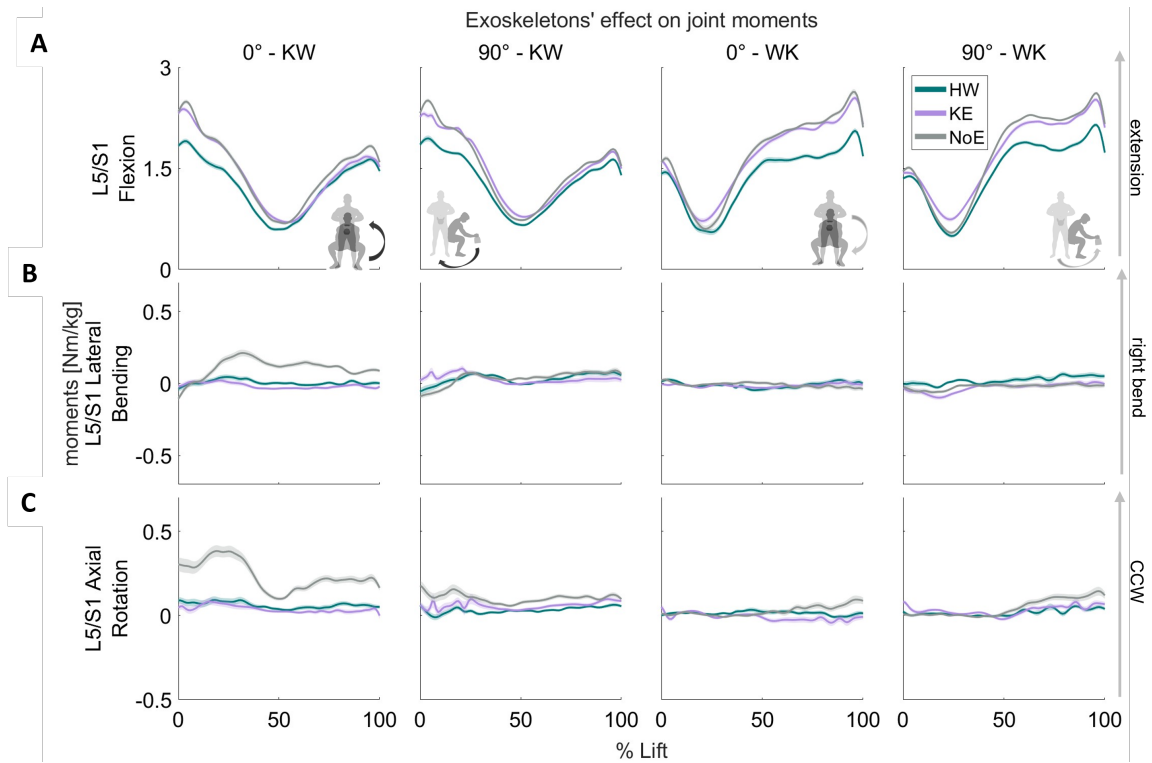 Exoskeletons' effect on joint moments
A
0° - KW
90° - KW
0° - WK
90° - WK
3
1.5
0
L5/S1
Flexion
HW
KE
NoE
extension
B
0.5
0
-0.5
moments [Nm/kg]
L5/S1 Lateral
Bending
right bend
C
0.5
0
-0.5
L5/S1 Axial
Rotation
CCW
0 50 100 0 50 100 0 50 100 0 50 100
% Lift